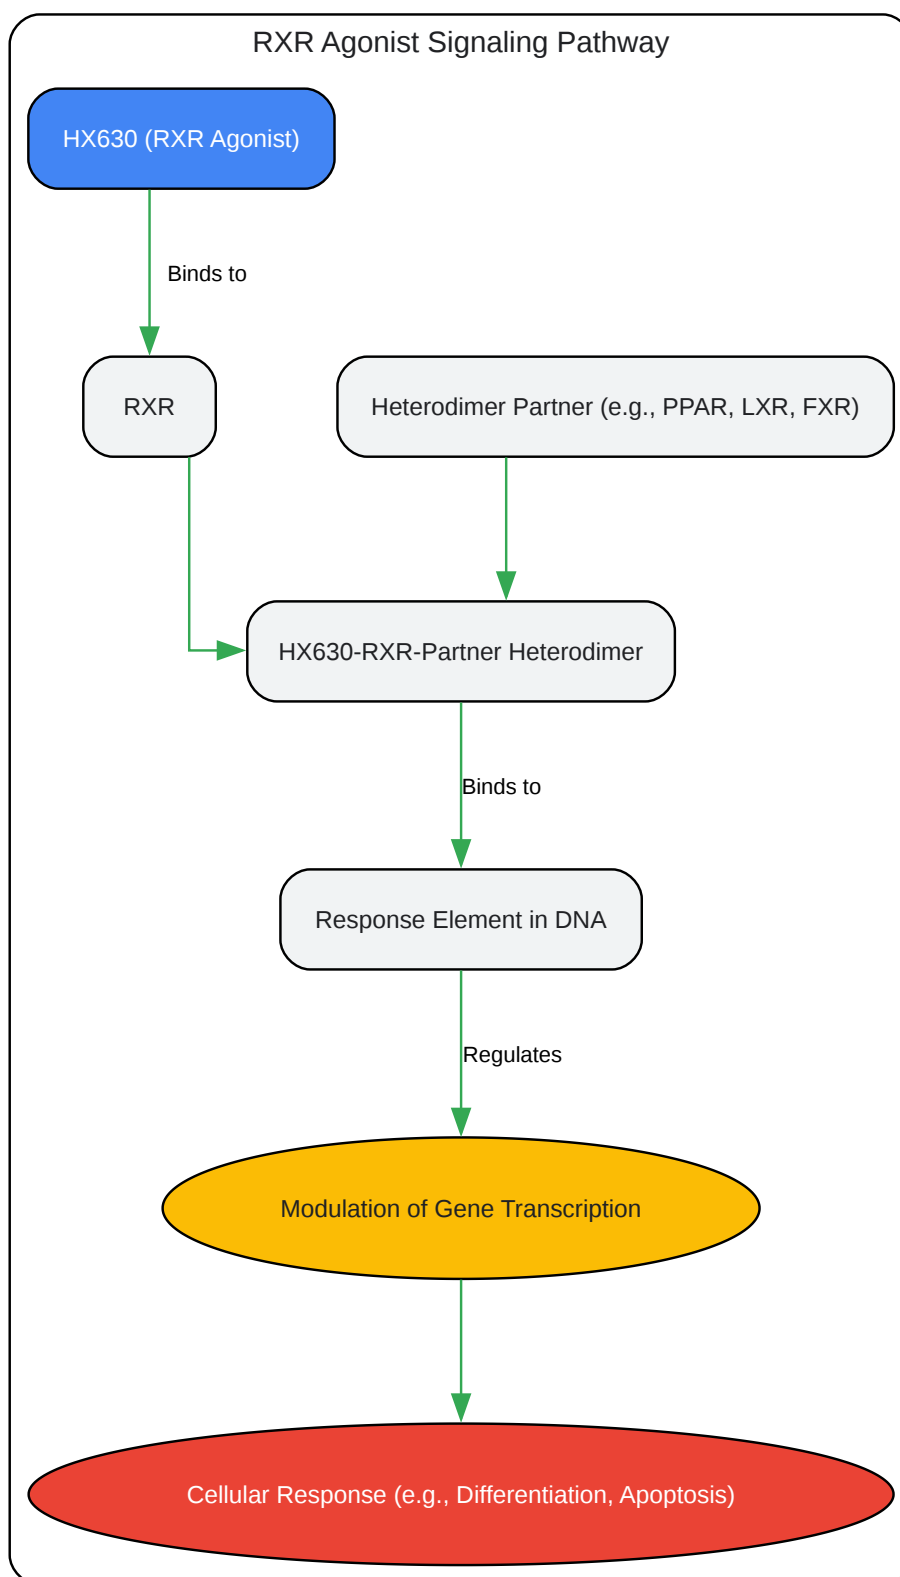 RXR Agonist Signaling Pathway
HX630 (RXR Agonist)
Binds to
RXR
Heterodimer Partner (e.g., PPAR, LXR, FXR)
HX630-RXR-Partner Heterodimer
Binds to
Response Element in DNA
Regulates
Modulation of Gene Transcription
Cellular Response (e.g., Differentiation, Apoptosis)